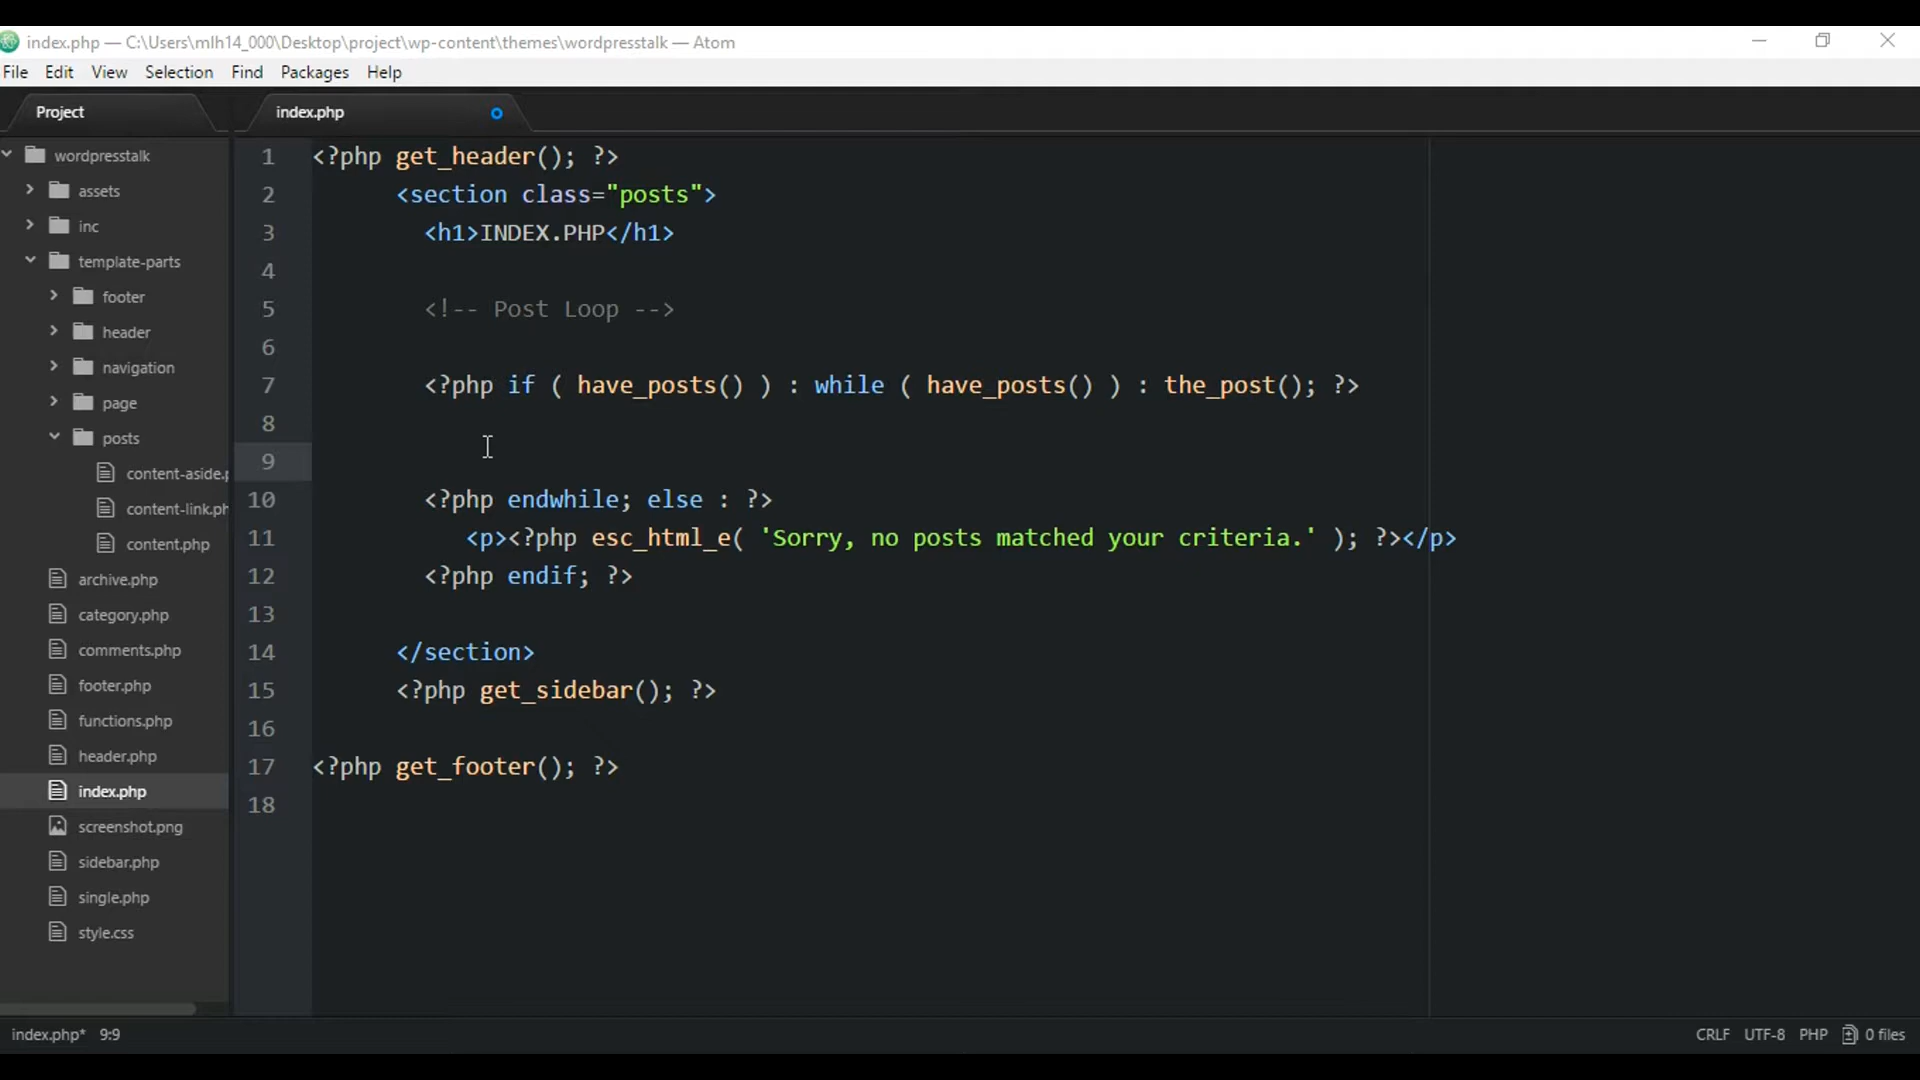 index.php — C:\Users\mlh14_000\Desktop\project\wp-content\themes\wordpresstalk — Atom
File Edit View Selection Find Packages Help
Project
index.php
wordpresstalk
assets
inc
template-parts
footer
header
navigation
page
posts
content-aside.p
content-link.ph
content.php
archive.php
category.php
comments.php
footer.php
functions.php
header.php
index.php
screenshot.png
sidebar.php
single.php
style.css
1 <?php get_header(); ?>
2 <section class="posts">
3 <h1>INDEX.PHP</h1>
4
5 <!-- Post Loop -->
6
7 <?php if ( have_posts() ) : while ( have_posts() ) : the_post(); ?>
8
9
10 <?php endwhile; else : ?>
11 <p><?php esc_html_e( 'Sorry, no posts matched your criteria.' ); ?></p>
12 <?php endif; ?>
13
14 </section>
15 <?php get_sidebar(); ?>
16
17 <?php get_footer(); ?>
18
index.php* 9:9
CRLF UTF-8 PHP 0 files